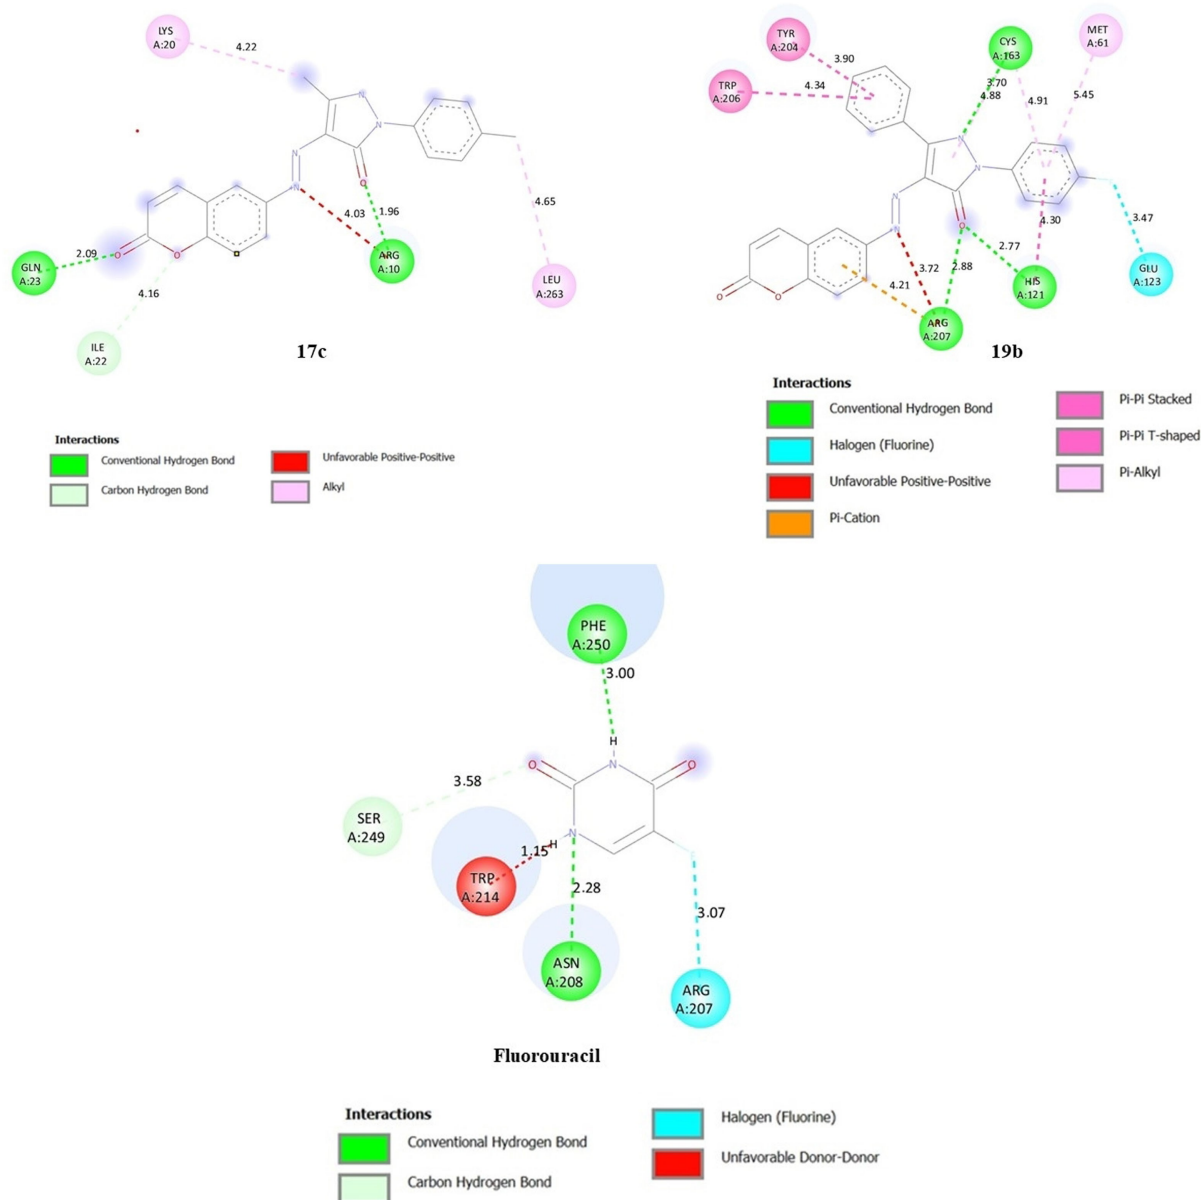 LYS
A:20
4.22
N
N
N
N
O
4.03
1.96
4.65
O
O
2.09
GLN
A:23
4.16
ARG
A:10
LEU
A:263
ILE
A:22
17c
Interactions
Conventional Hydrogen Bond
Carbon Hydrogen Bond
Unfavorable Positive-Positive
Alkyl
TYR
A:204
3.90
TRP
A:206
4.34
CYS
A:163
3.70
4.88
4.91
MET
A:61
5.45
N
N
N
N
O
4.30
3.47
2.77
2.88
3.72
4.21
O
O
GLU
A:123
HIS
A:121
ARG
A:207
19b
Interactions
Conventional Hydrogen Bond
Halogen (Fluorine)
Unfavorable Positive-Positive
Pi-Cation
Pi-Pi Stacked
Pi-Pi T-shaped
Pi-Alkyl
PHE
A:250
3.00
H
O
N
O
3.58
SER
A:249
N
H
1.15
TRP
A:214
2.28
3.07
ASN
A:208
ARG
A:207
Fluorouracil
Interactions
Conventional Hydrogen Bond
Carbon Hydrogen Bond
Halogen (Fluorine)
Unfavorable Donor-Donor